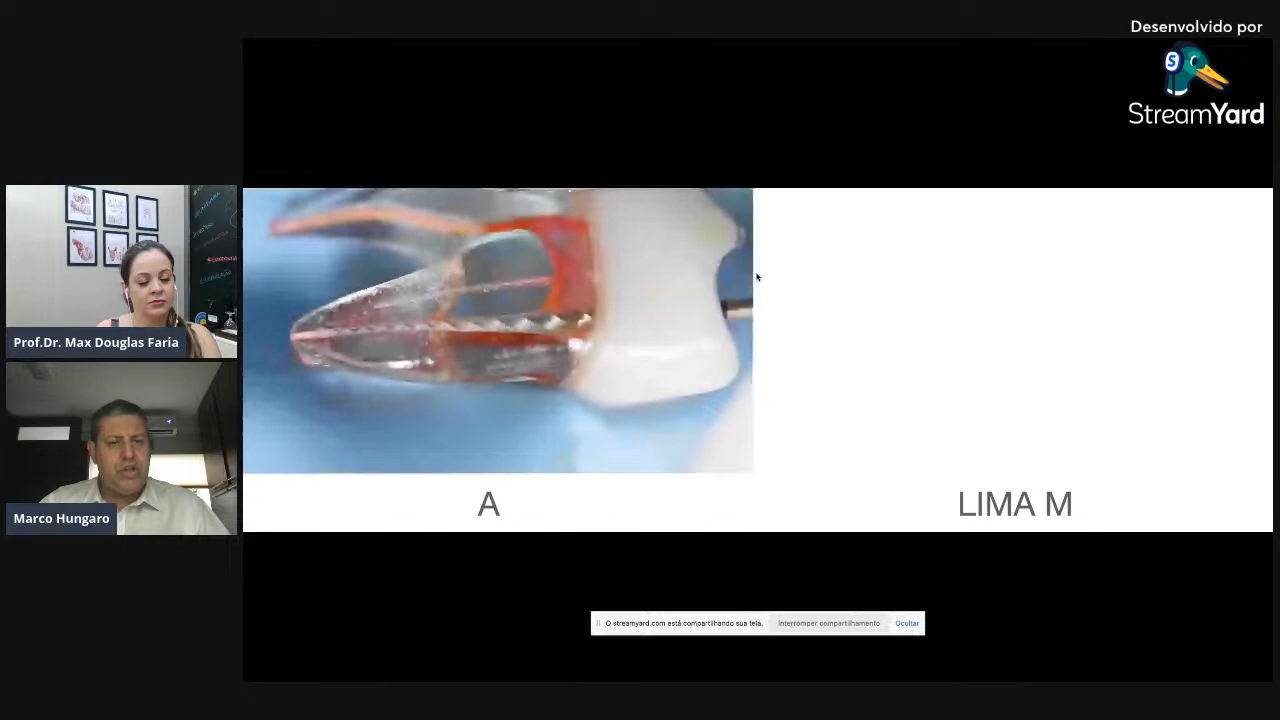 Desenvolvido por
S
StreamYard
Prof.Dr. Max Douglas Faria
Marco Hungaro
A
LIMA M
O streamyard.com está compartilhando sua tela.
Interromper compartilhamento
Ocultar